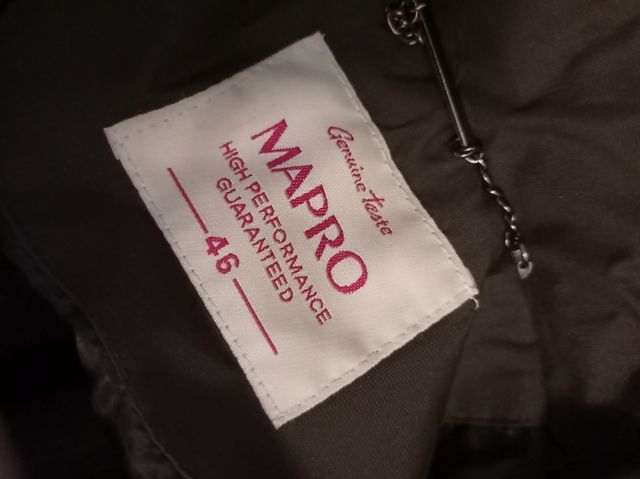 Genuine taste
MAPRO
HIGH PERFORMANCE
GUARANTEED
46